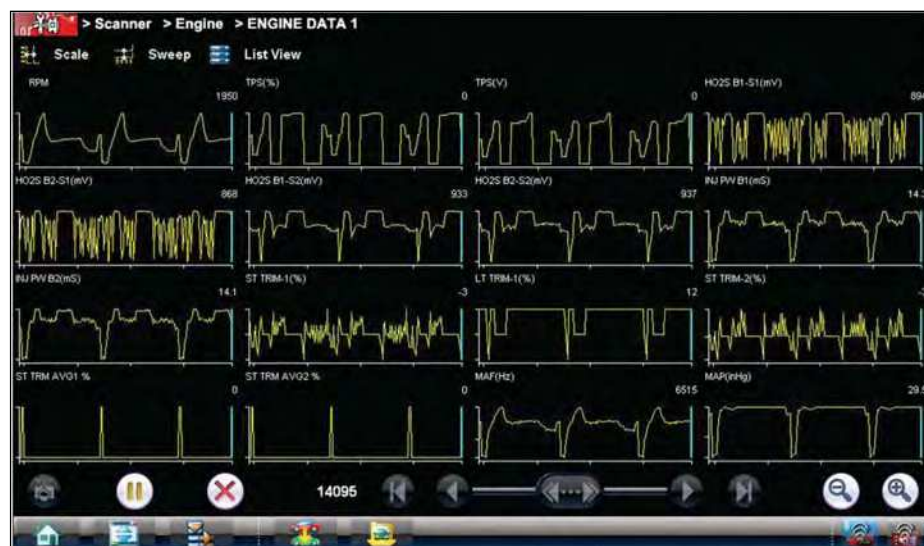 > Scanner > Engine > ENGINE DATA 1
Scale Sweep List View
RPM TPS(%) TPS(V) HO2S B1-S1(mV)
1950 0 0 894
HO2S B2-S1(mV) HO2S B1-S2(mV) HO2S B2-S2(mV) INJ PW B1(mS)
868 933 937 14.
INJ PW B2(mS) ST TRIM-1(%) LT TRIM-1(%) ST TRIM-2(%)
14.1 -3 12
ST TRM AVG1 % ST TRM AVG2 % MAF(Hz) MAP(inHg)
0 0 6515 29.
14095